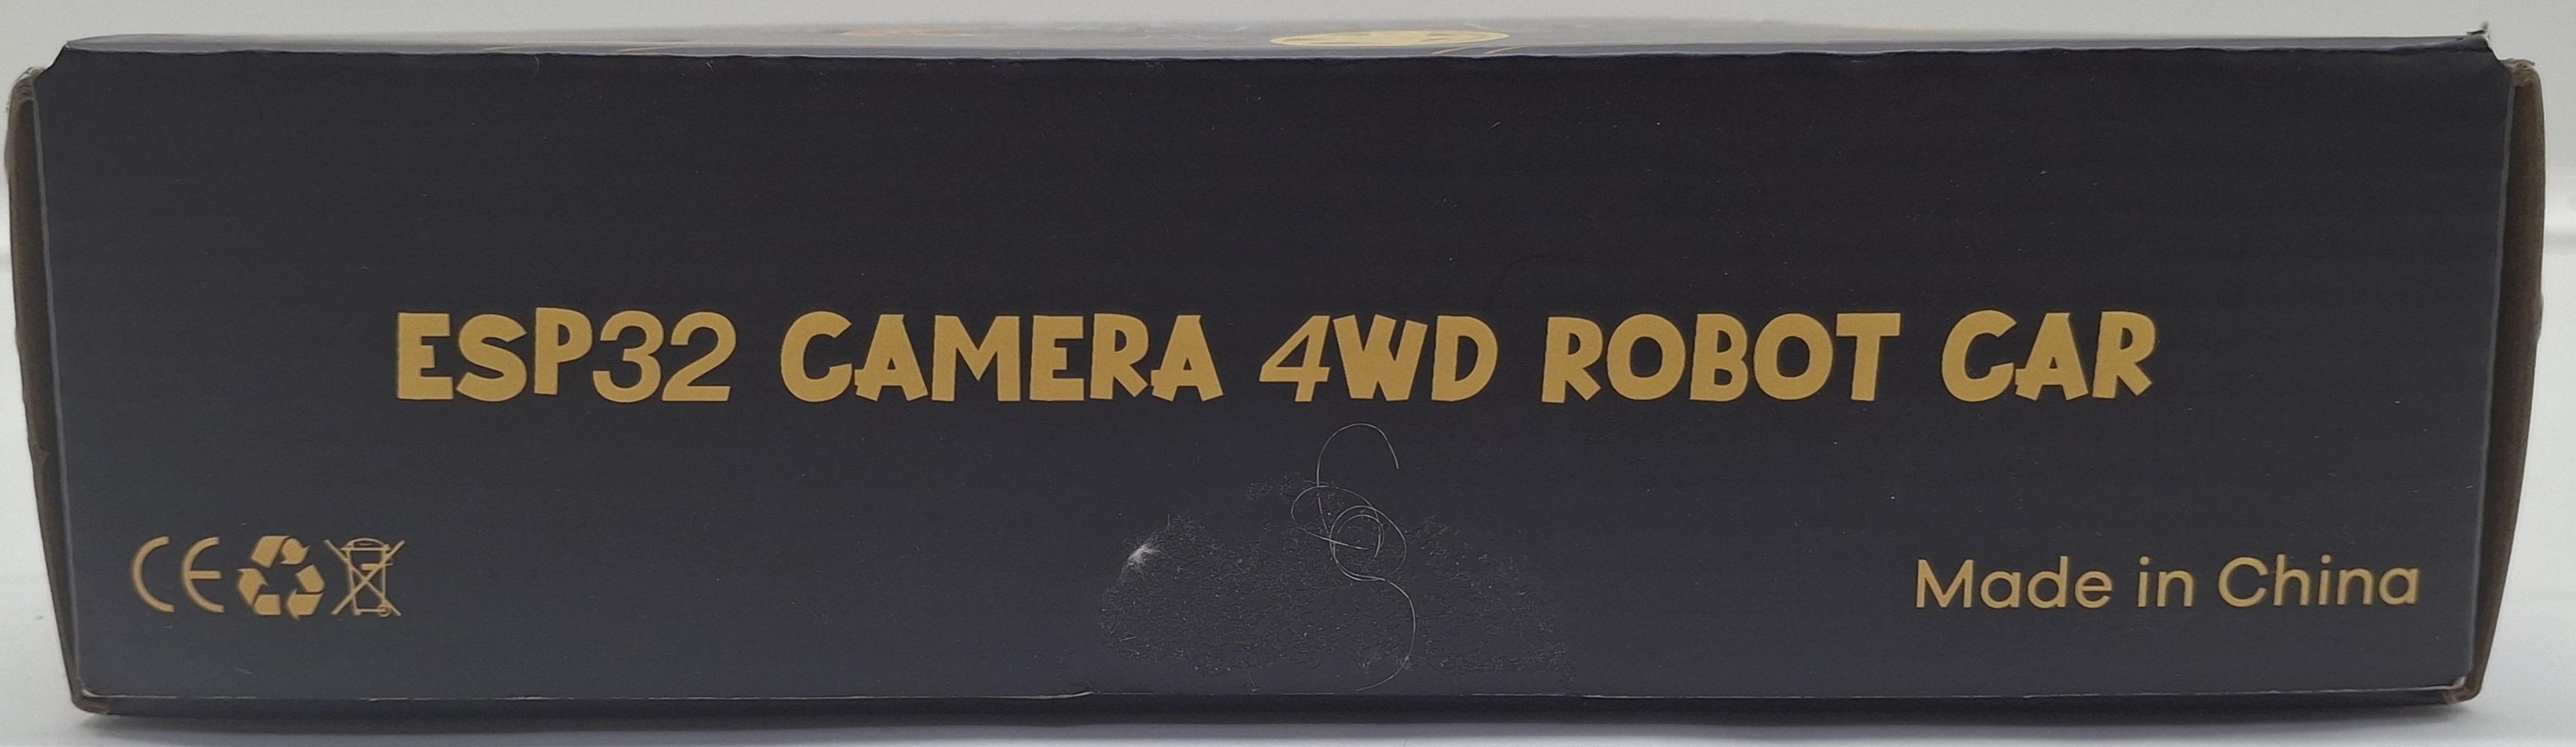 ESP32 CAMERA 4WD ROBOT CAR
CE
Made in China